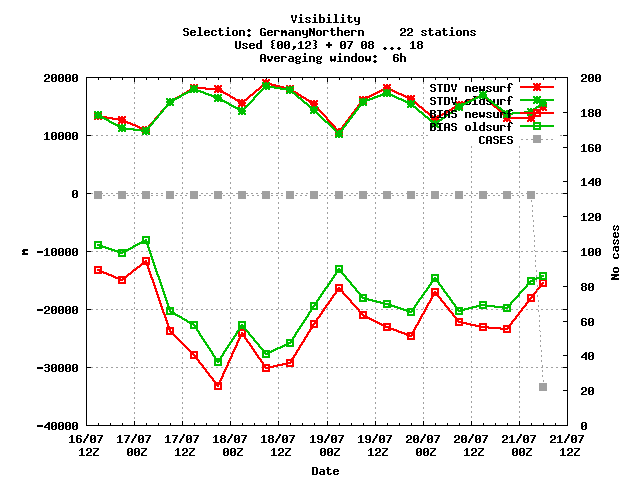 Visibility
Selection: GermanyNorthern 22 stations
Used {00,12} + 07 08 ... 18
Averaging window: 6h
STDV newsurf
STDV oldsurf
BIAS newsurf
BIAS oldsurf
CASES
20000
10000
0
-10000
-20000
-30000
-40000
m
200
180
160
140
120
100
80
60
40
20
0
No cases
16/07 17/07 17/07 18/07 18/07 19/07 19/07 20/07 20/07 21/07 21/07
12Z 00Z 12Z 00Z 12Z 00Z 12Z 00Z 12Z 00Z 12Z
Date